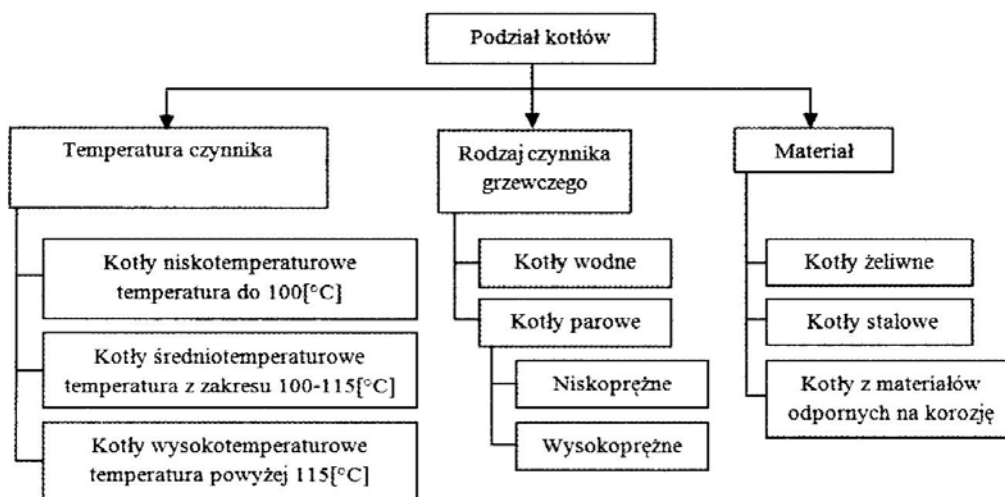 Podział kotłów
Temperatura czynnika
Kotły niskotemperaturowe
temperatura do 100[°C]
Kotły średniotemperaturowe
temperatura z zakresu 100-115[°C]
Kotły wysokotemperaturowe
temperatura powyżej 115[°C]
Rodzaj czynnika
grzewczego
Kotły wodne
Kotły parowe
Niskoprężne
Wysokoprężne
Materiał
Kotły żeliwne
Kotły stalowe
Kotły z materiałów
odpornych na korozję